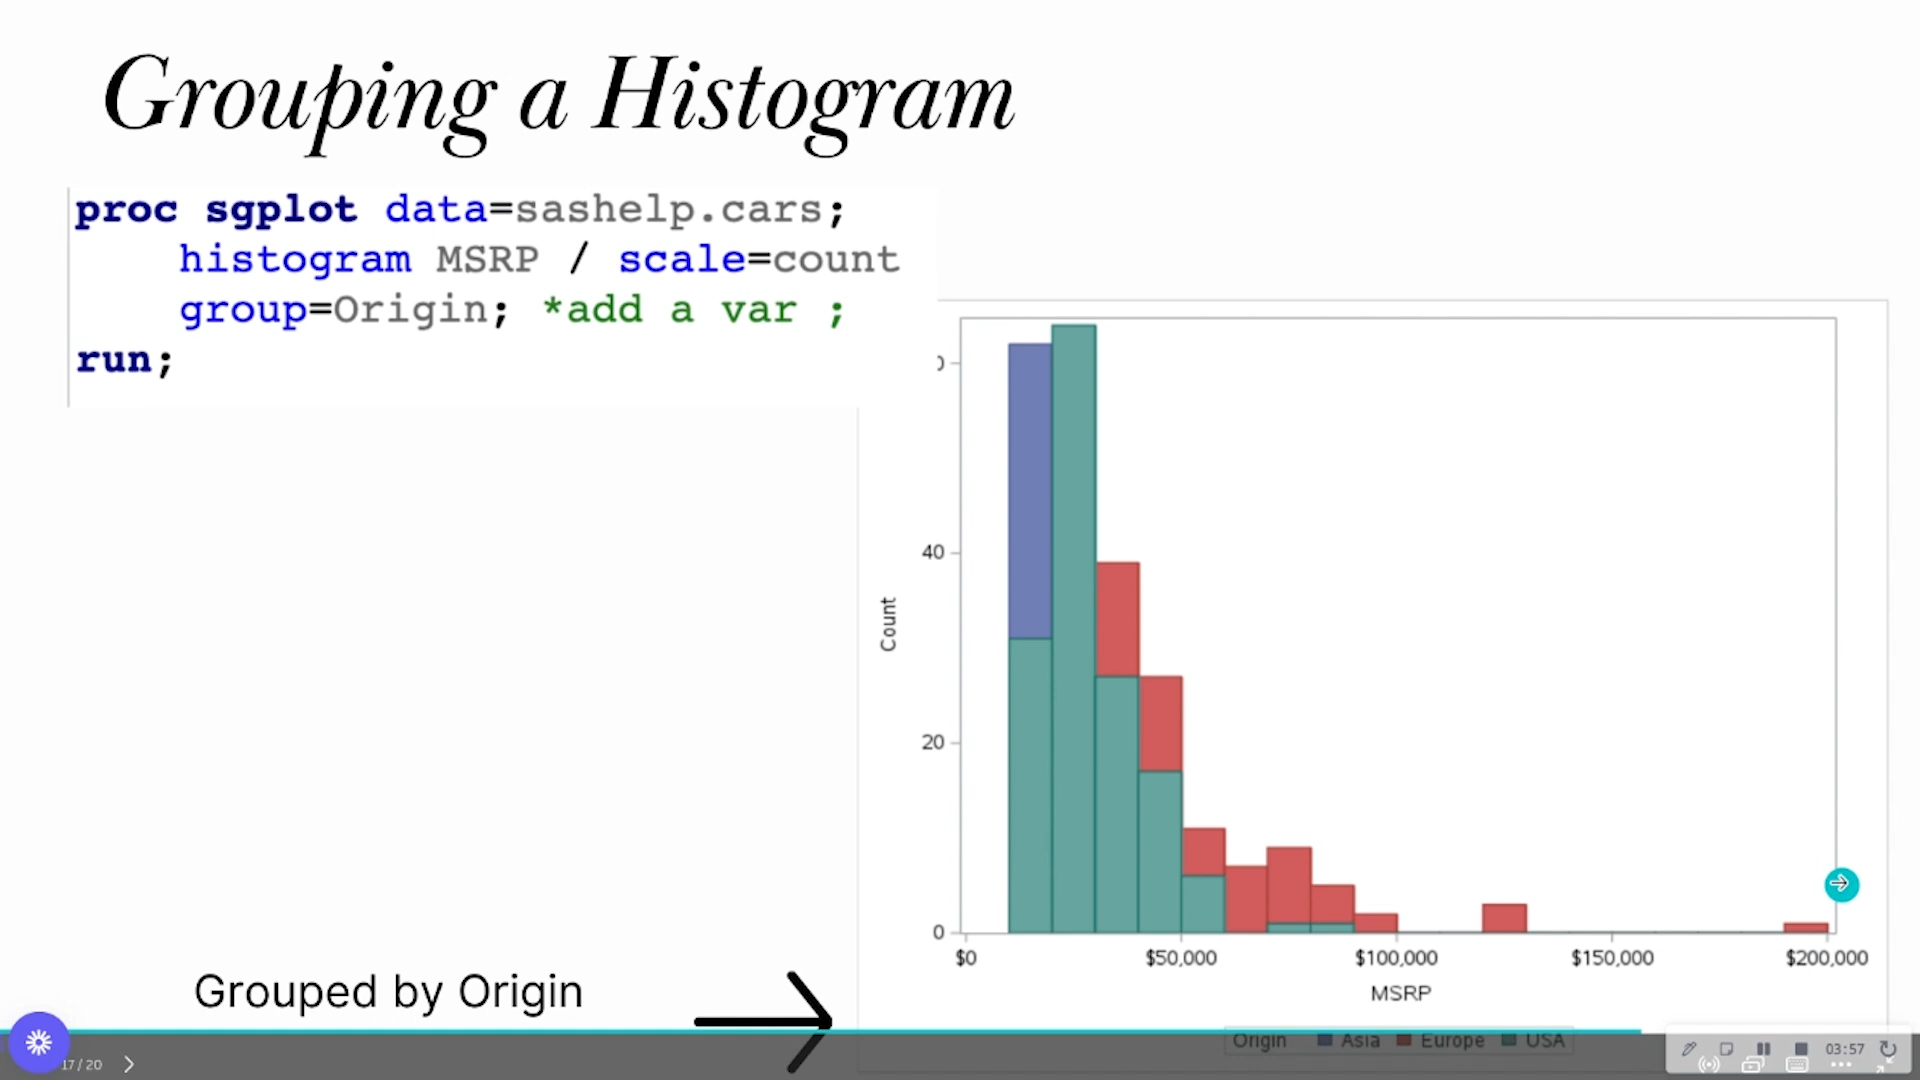 Grouping a Histogram
proc sgplot data=sashelp.cars;
histogram MSRP / scale=count
group=Origin; *add a var ;
run;
40
20
0
Count
$0 $50,000 $100,000 $150,000 $200,000
MSRP
Origin Asia Europe USA
Grouped by Origin
17 / 20
03:57